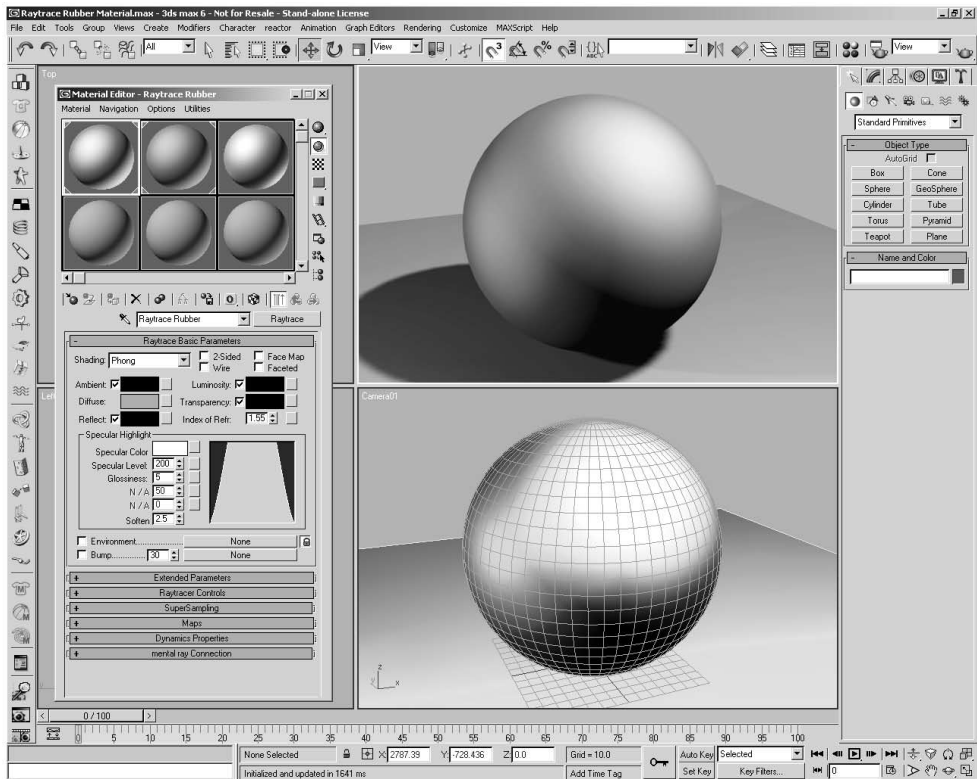 Raytrace Rubber Material.max - 3ds max 6 - Not for Resale - Stand-alone License
File Edit Tools Group Views Create Modifiers Character reactor Animation Graph Editors Rendering Customize MAXScript Help
All
View
View
Top
Material Editor - Raytrace Rubber
Material Navigation Options Utilities
Raytrace Rubber
Raytrace
- Raytrace Basic Parameters
Shading: Phong
2-Sided
Face Map
Wire
Faceted
Ambient:
Luminosity:
Diffuse:
Transparency:
Reflect:
Index of Refr: 1.55
Specular Highlight
Specular Color
Specular Level: 200
Glossiness: 5
N / A 50
N / A 0
Soften 2.5
Environment................... None
Bump............. 30 None
+ Extended Parameters
+ Raytracer Controls
+ SuperSampling
+ Maps
+ Dynamics Properties
+ mental ray Connection
Camera01
z
x
Standard Primitives
- Object Type
AutoGrid
Box Cone
Sphere GeoSphere
Cylinder Tube
Torus Pyramid
Teapot Plane
- Name and Color
< 0 / 100 >
0 5 10 15 20 25 30 35 40 45 50 55 60 65 70 75 80 85 90 95 100
None Selected
X: 2787.39 Y: -728.436 Z: 0.0
Grid = 10.0
Auto Key Selected
Initialized and updated in 1641 ms
Add Time Tag
Set Key Key Filters...
0